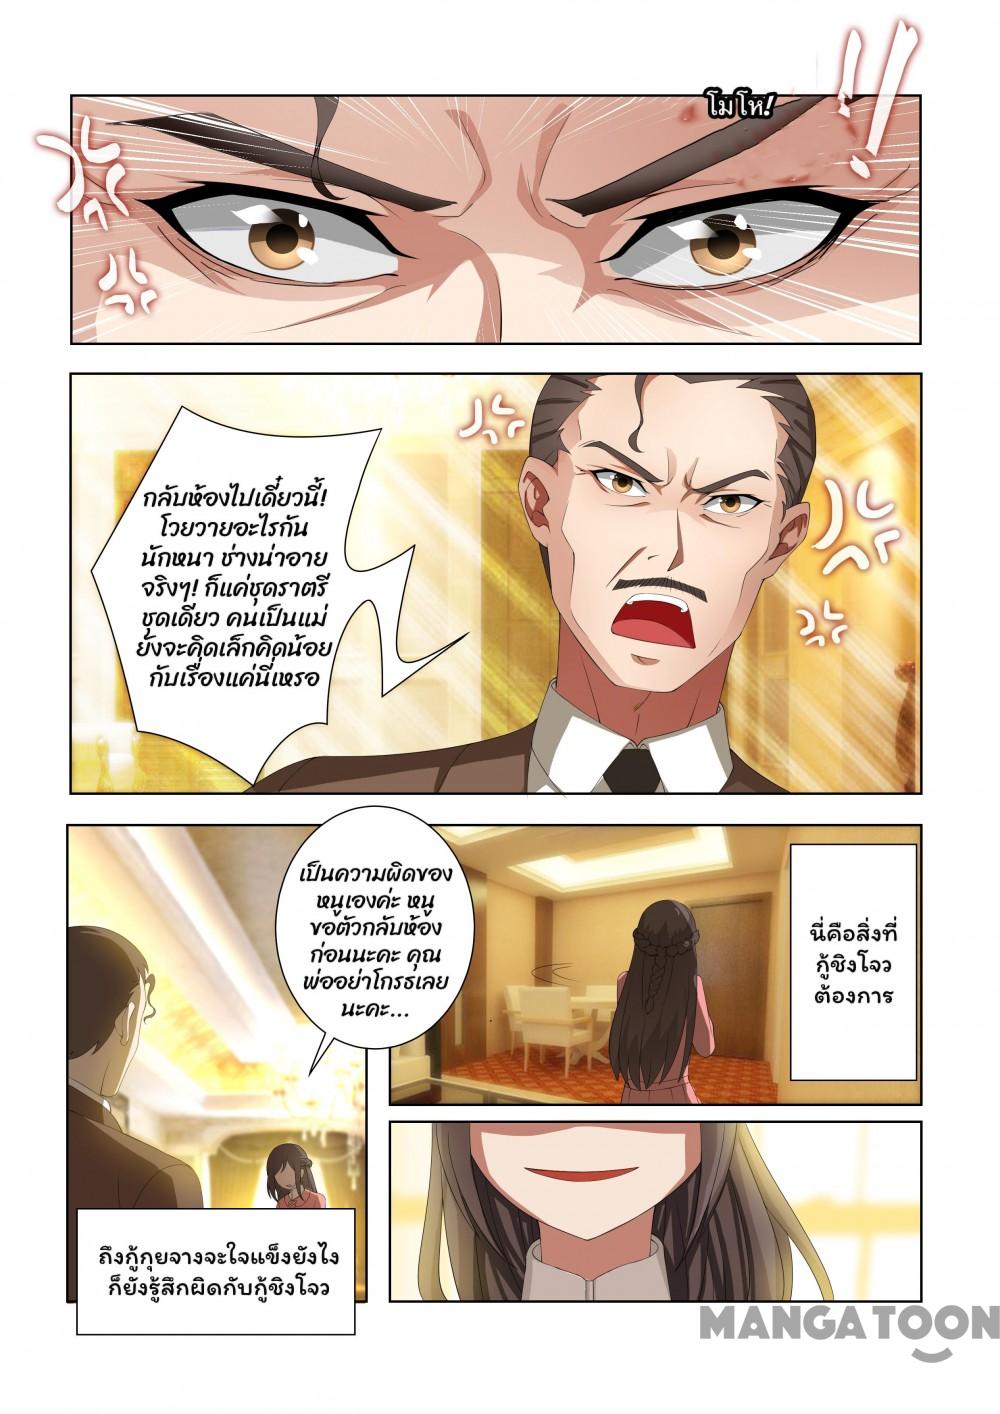 โมโห!
กลับห้องไปเดี๋ยวนี้!
โวยวายอะไรกัน
นักหนา ช่างน่าอาย
จริงๆ! ก็แค่ชุดราตรี
ชุดเดียว คนเป็นแม่
ยังจะคิดเล็กคิดน้อย
กับเรื่องแค่นี้เหรอ
เป็นความผิดของ
หนูเองค่ะ หนู
ขอตัวกลับห้อง
ก่อนนะคะ คุณ
พ่ออย่าโกรธเลย
นะคะ...
นี่คือสิ่งที่
กู้ชิงโจว
ต้องการ
ถึงกู้กุยจางจะใจแข็งยังไง
ก็ยังรู้สึกผิดกับกู้ชิงโจว
MANGATOON